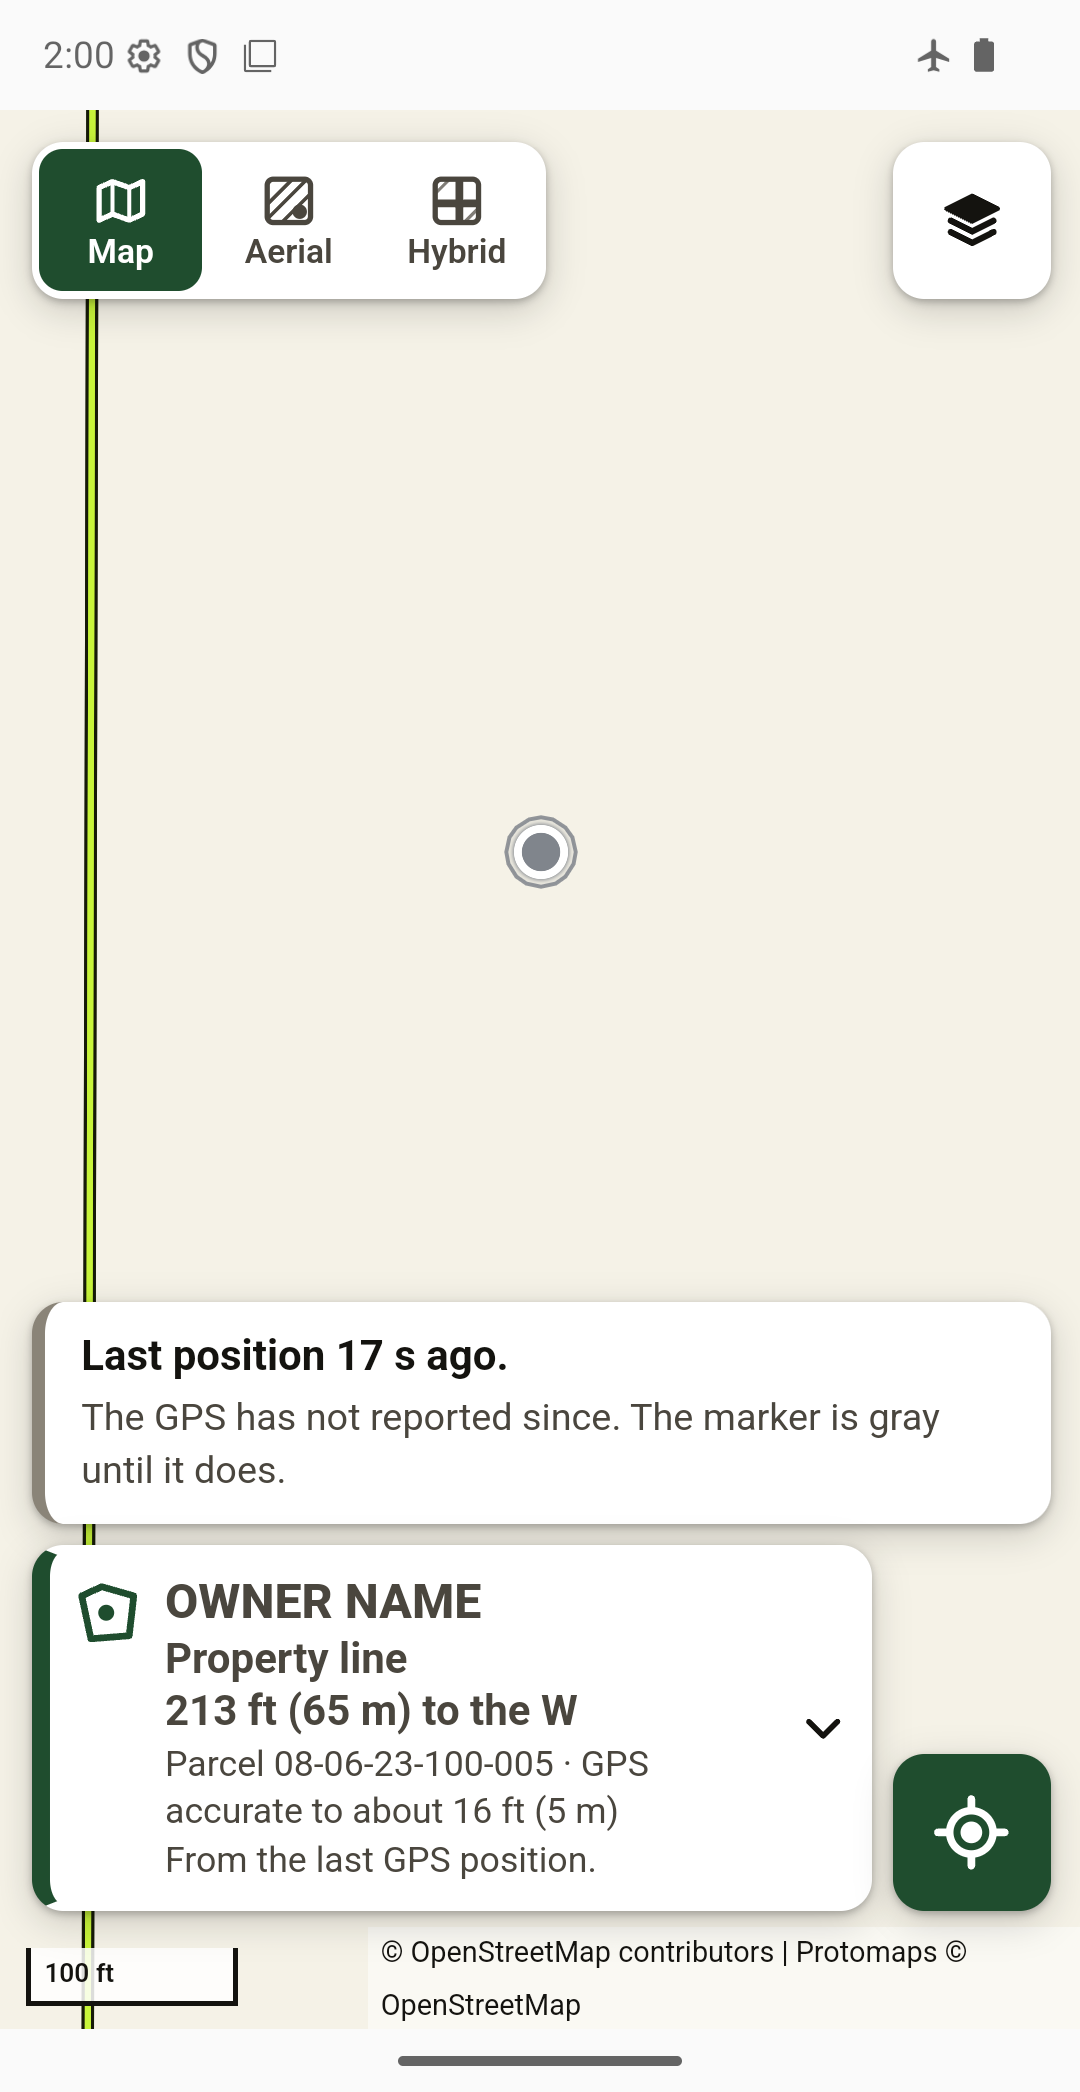 2:00
Map
Aerial
Hybrid
Last position 17 s ago.
The GPS has not reported since. The marker is gray
until it does.
OWNER NAME
Property line
213 ft (65 m) to the W
Parcel 08-06-23-100-005 · GPS
accurate to about 16 ft (5 m)
From the last GPS position.
100 ft
© OpenStreetMap contributors | Protomaps ©
OpenStreetMap